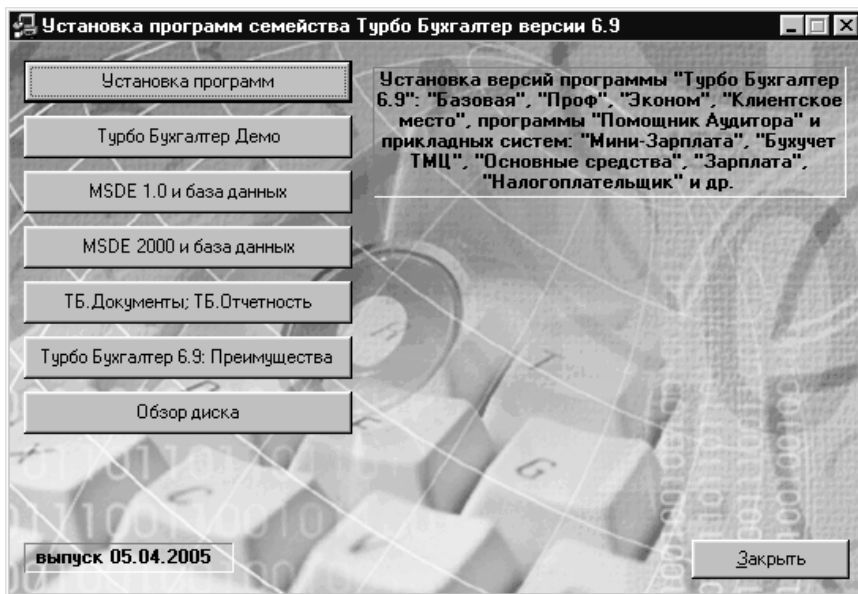 Установка программ семейства Турбо Бухгалтер версии 6.9
Установка программ
Турбо Бухгалтер Демо
MSDE 1.0 и база данных
MSDE 2000 и база данных
ТБ.Документы; ТБ.Отчетность
Турбо Бухгалтер 6.9: Преимущества
Обзор диска
Установка версий программы "Турбо Бухгалтер
6.9": "Базовая", "Проф", "Эконом", "Клиентское
место", программы "Помощник Аудитора" и
прикладных систем: "Мини-Зарплата", "Бухучет
ТМЦ", "Основные средства", "Зарплата",
"Налогоплательщик" и др.
выпуск 05.04.2005
Закрыть